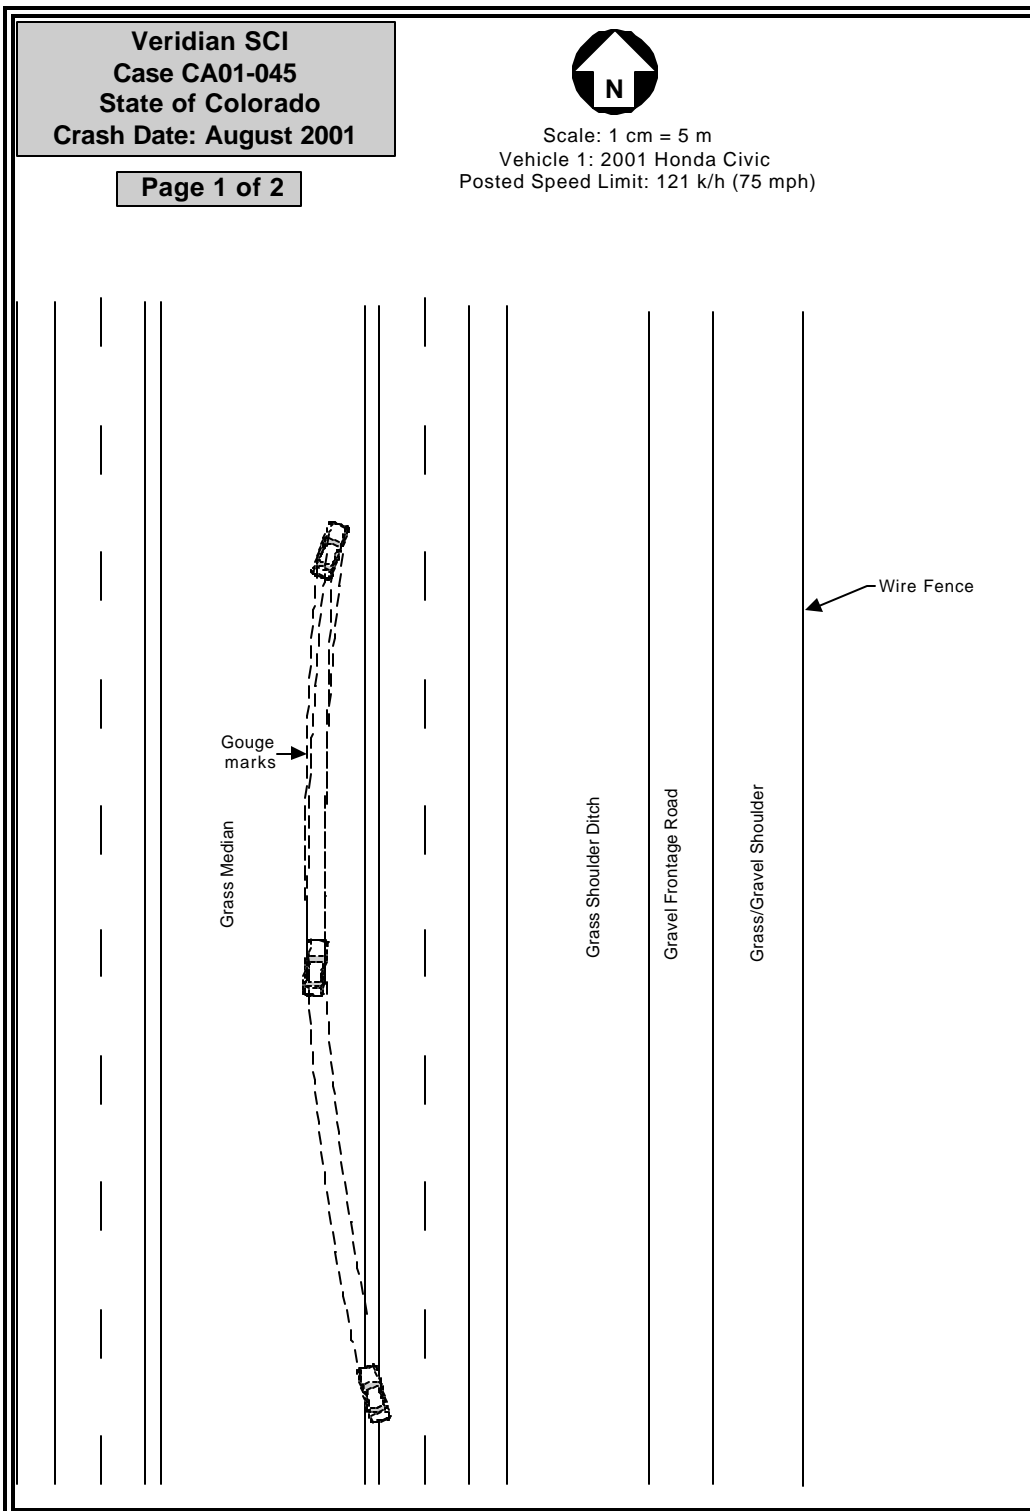 Veridian SCI
Case CA01-045
State of Colorado
Crash Date: August 2001
Page 1 of 2
N
Scale: 1 cm = 5 m
Vehicle 1: 2001 Honda Civic
Posted Speed Limit: 121 k/h (75 mph)
Wire Fence
Gouge
marks
Grass Median
Grass Shoulder Ditch
Gravel Frontage Road
Grass/Gravel Shoulder